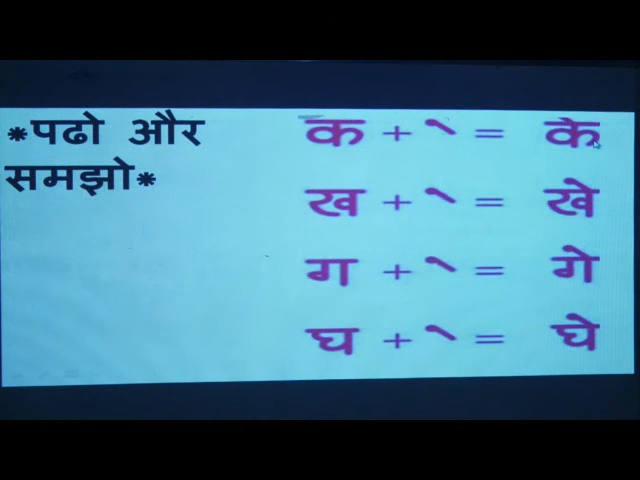 *पढो और
समझो*
क + े = के
ख + े = खे
ग + े = गे
घ + े = घे